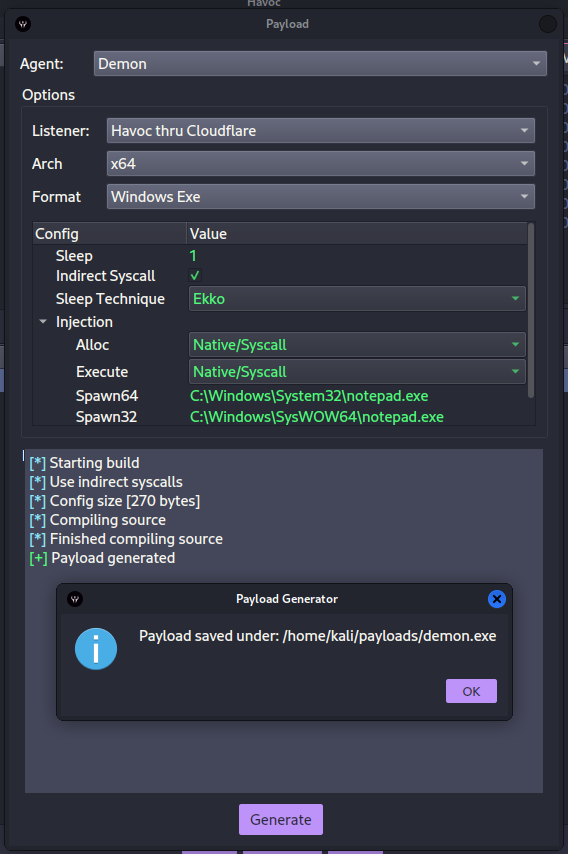 Havoc
Payload
Agent: Demon
Options
Listener: Havoc thru Cloudflare
Arch x64
Format Windows Exe
Config Value
Sleep 1
Indirect Syscall ✓
Sleep Technique Ekko
Injection
Alloc Native/Syscall
Execute Native/Syscall
Spawn64 C:\Windows\System32\notepad.exe
Spawn32 C:\Windows\SysWOW64\notepad.exe
[*] Starting build
[*] Use indirect syscalls
[*] Config size [270 bytes]
[*] Compiling source
[*] Finished compiling source
[+] Payload generated
Payload Generator
Payload saved under: /home/kali/payloads/demon.exe
OK
Generate